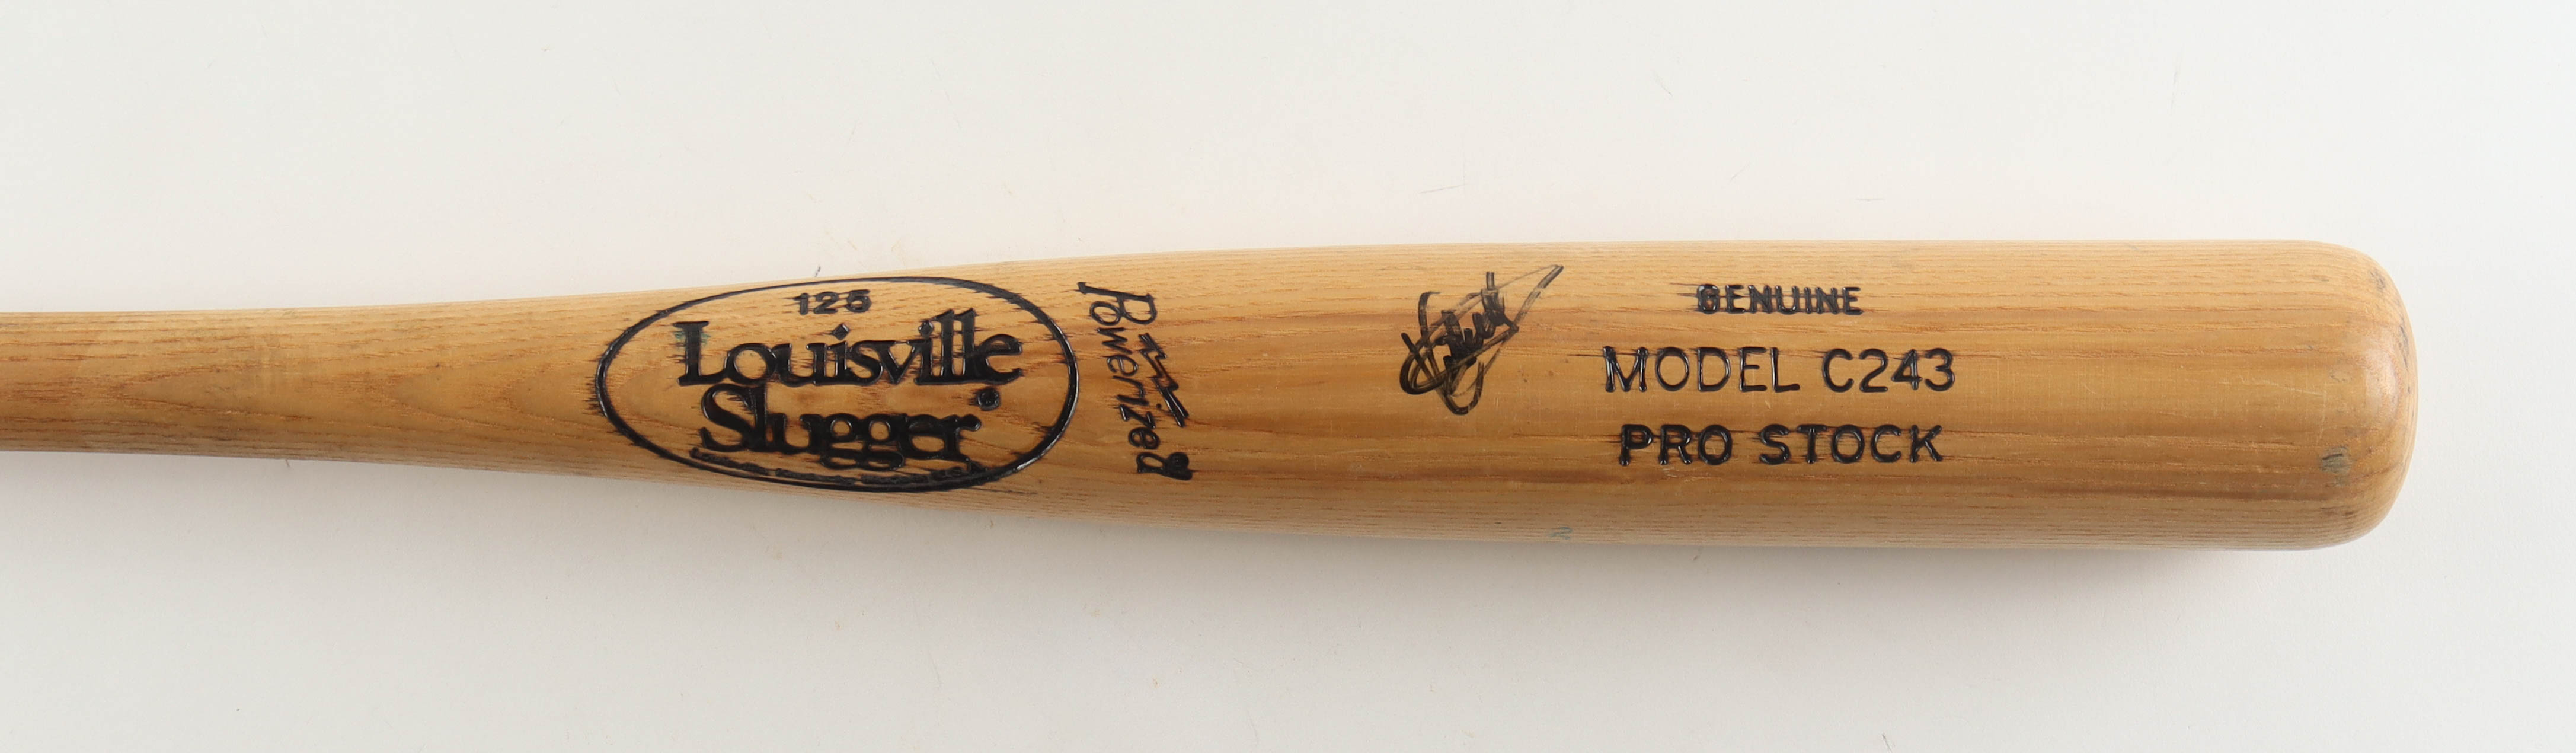 125
Louisville
Slugger®
Powerized
GENUINE
MODEL C243
PRO STOCK